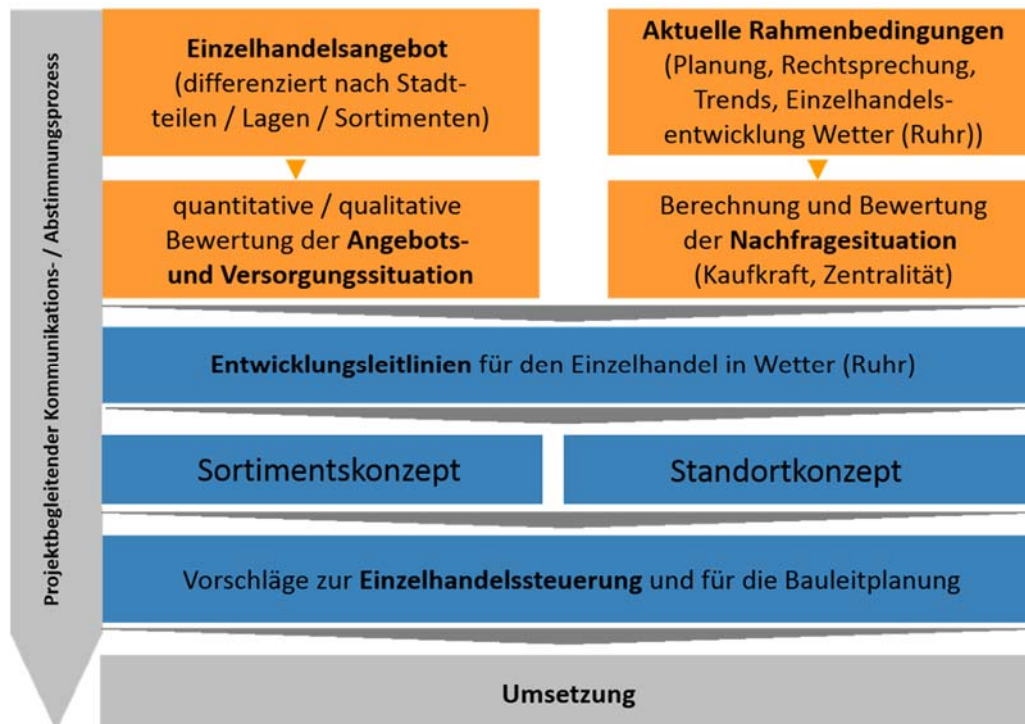 Projektbegleitender Kommunikations- / Abstimmungsprozess
Einzelhandelsangebot
(differenziert nach Stadt-
teilen / Lagen / Sortimenten)
Aktuelle Rahmenbedingungen
(Planung, Rechtsprechung,
Trends, Einzelhandels-
entwicklung Wetter (Ruhr))
quantitative / qualitative
Bewertung der Angebots-
und Versorgungssituation
Berechnung und Bewertung
der Nachfragesituation
(Kaufkraft, Zentralität)
Entwicklungsleitlinien für den Einzelhandel in Wetter (Ruhr)
Sortimentskonzept
Standortkonzept
Vorschläge zur Einzelhandelssteuerung und für die Bauleitplanung
Umsetzung